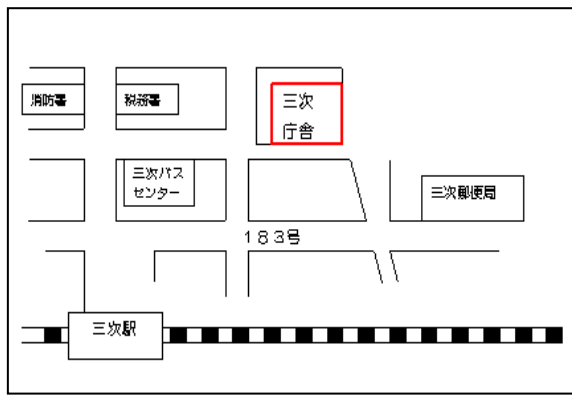 消防署
税務署
三次
庁舎
三次バス
センター
三次郵便局
１８３号
三次駅